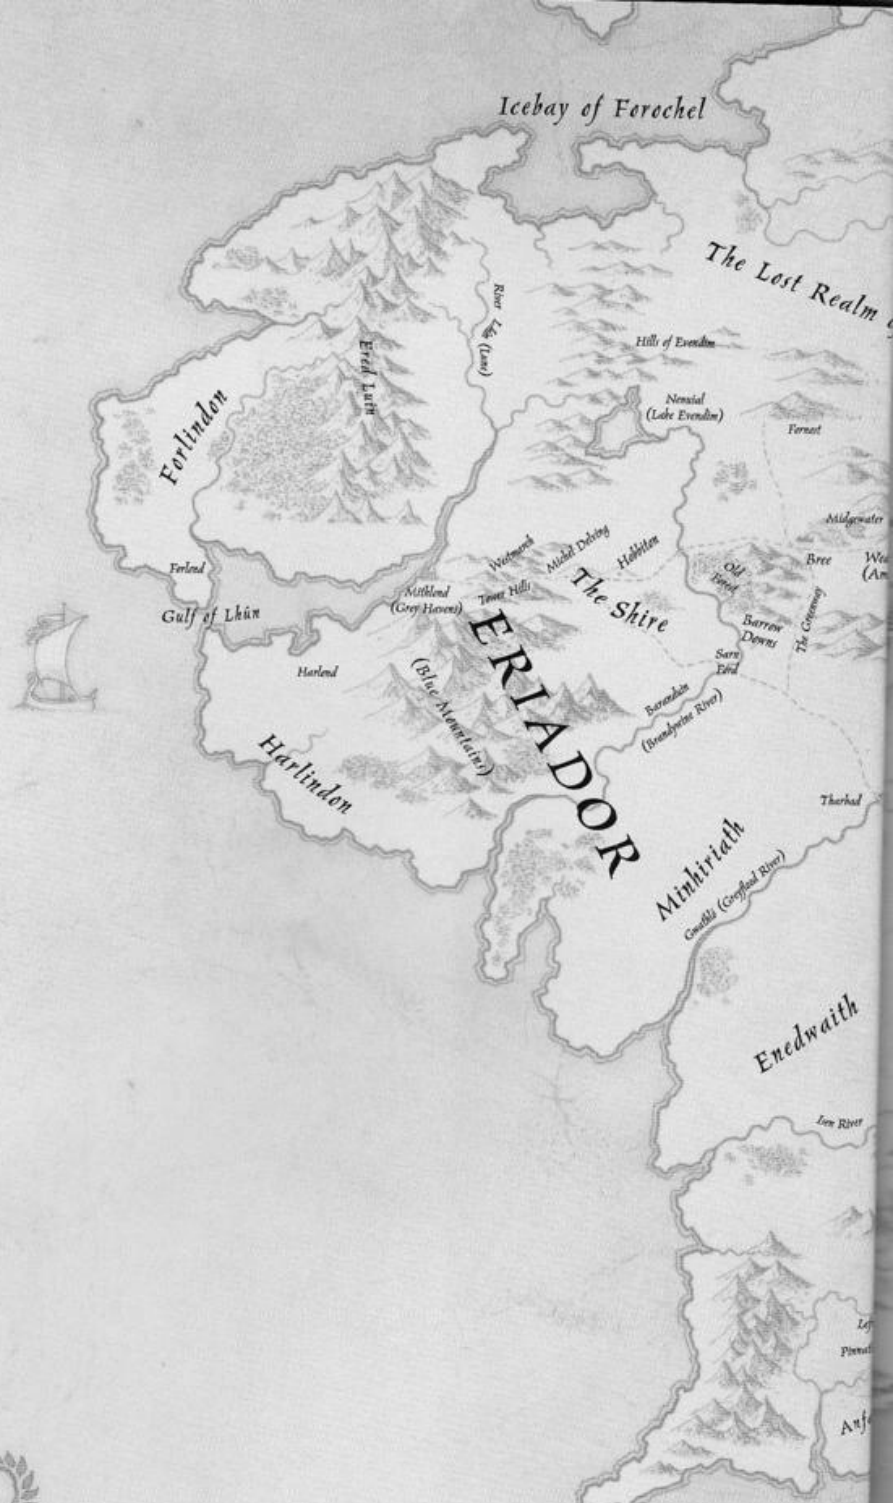 Icebay of Forochel
The Lost Realm
River
(Lune)
Hills of Evendim
Ered Luin
Nenuial
(Lake Evendim)
Forlindon
Fornost
Midgewater
Westmarch
Michel Delving
Hobbiton
Old
Forest
Bree
Forlond
Mithlond
(Grey Havens)
Tower Hills
The Shire
The Greenway
Gulf of Lhûn
Barrow
Downs
ERIADOR
Sarn
Ford
Harlond
(Blue Mountains)
Baranduin
(Brandywine River)
Harlindon
Tharbad
Minhiriath
Gwathló (Greyflood River)
Enedwaith
Isen River